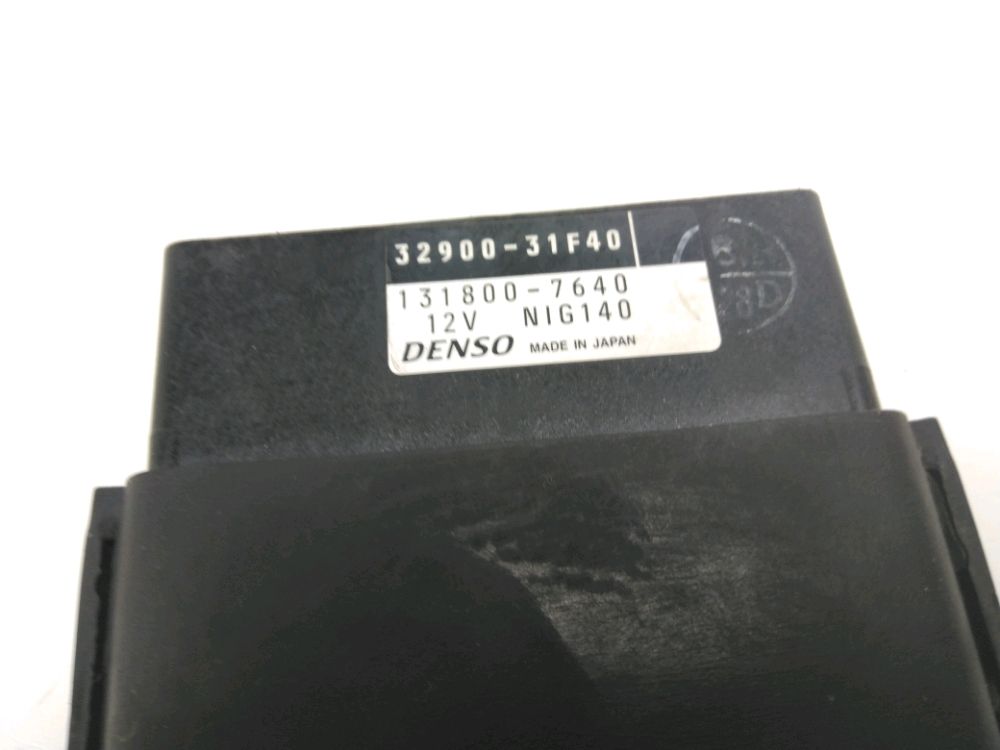 32900-31F40
131800-7640
12V NIG140
DENSO MADE IN JAPAN